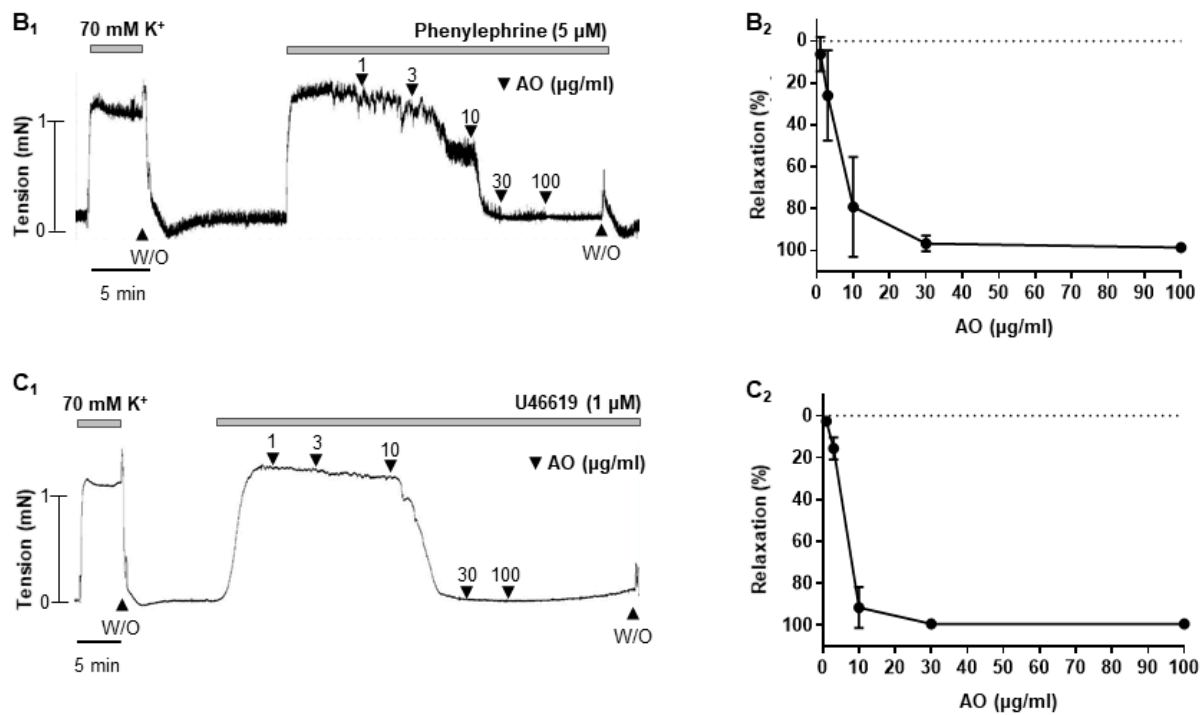 B1
70 mM K+
Phenylephrine (5 µM)
1
3
▼ AO (µg/ml)
10
30
100
1
0
Tension (mN)
W/O
W/O
5 min
B2
0
20
40
60
80
100
Relaxation (%)
0 10 20 30 40 50 60 70 80 90 100
AO (µg/ml)
C1
70 mM K+
U46619 (1 µM)
1
3
10
▼ AO (µg/ml)
30
100
1
0
Tension (mN)
W/O
W/O
5 min
C2
0
20
40
60
80
100
Relaxation (%)
0 10 20 30 40 50 60 70 80 90 100
AO (µg/ml)